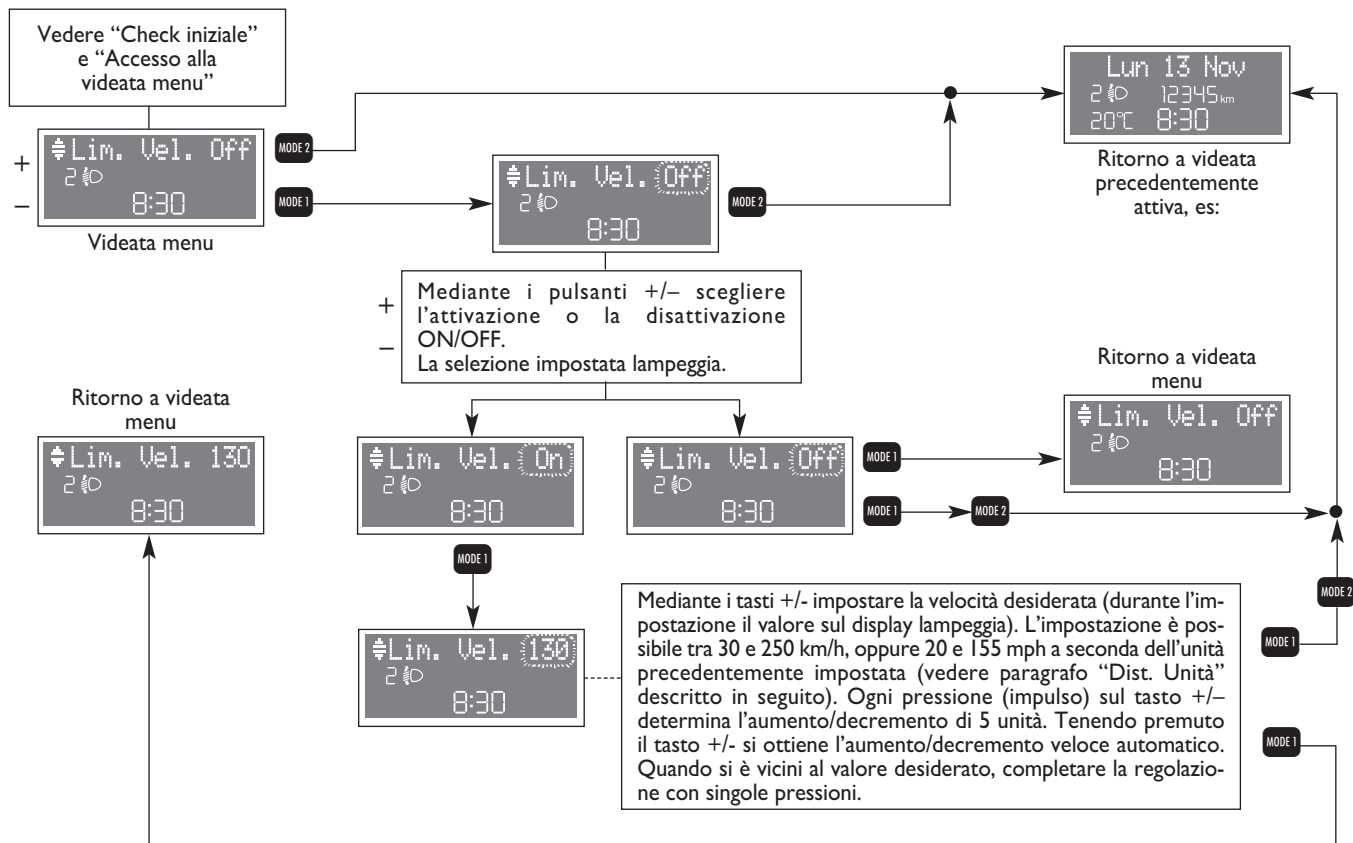 Vedere “Check iniziale”
e “Accesso alla
videata menu”
+
–
Lim. Vel. Off
2
8:30
Videata menu
MODE 2
MODE 1
Lim. Vel. Off
2
8:30
MODE 2
Lun 13 Nov
2 12345 km
20°C 8:30
Ritorno a videata
precedentemente
attiva, es:
+
–
Mediante i pulsanti +/– scegliere
l’attivazione o la disattivazione
ON/OFF.
La selezione impostata lampeggia.
Ritorno a videata
menu
Lim. Vel. 130
2
8:30
Lim. Vel. On
2
8:30
Lim. Vel. Off
2
8:30
MODE 1
MODE 1
MODE 2
Ritorno a videata
menu
Lim. Vel. Off
2
8:30
MODE 1
Lim. Vel. 130
2
8:30
Mediante i tasti +/- impostare la velocità desiderata (durante l’im-
postazione il valore sul display lampeggia). L’impostazione è pos-
sibile tra 30 e 250 km/h, oppure 20 e 155 mph a seconda dell’unità
precedentemente impostata (vedere paragrafo “Dist. Unità”
descritto in seguito). Ogni pressione (impulso) sul tasto +/–
determina l’aumento/decremento di 5 unità. Tenendo premuto
il tasto +/- si ottiene l’aumento/decremento veloce automatico.
Quando si è vicini al valore desiderato, completare la regolazio-
ne con singole pressioni.
MODE 2
MODE 1
MODE 1